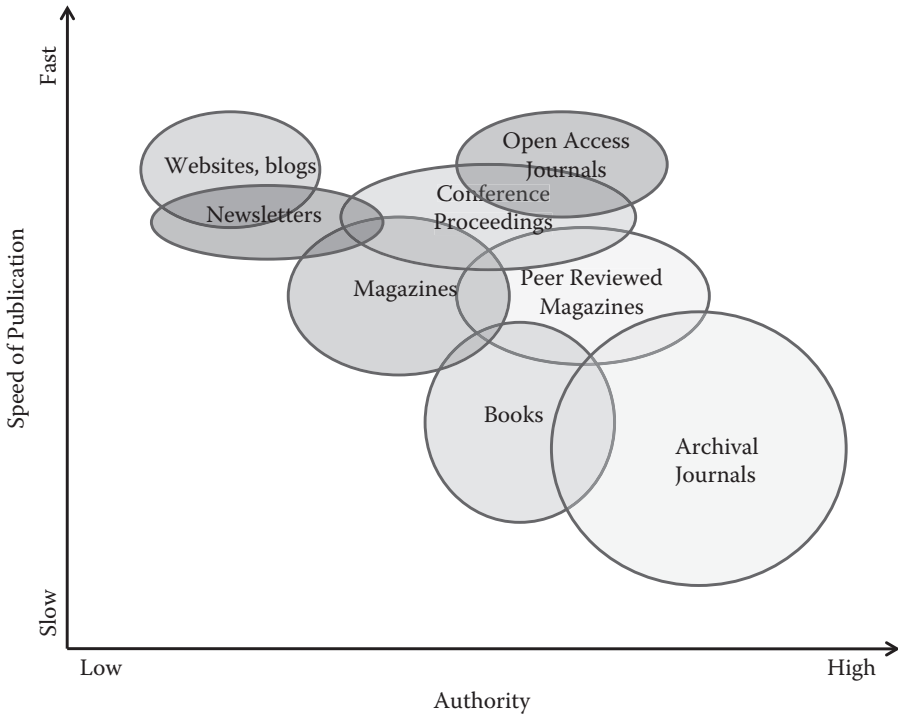 Fast
Websites, blogs
Open Access
Journals
Newsletters
Conference
Proceedings
Magazines
Peer Reviewed
Magazines
Books
Archival
Journals
Speed of Publication
Slow
Low
High
Authority